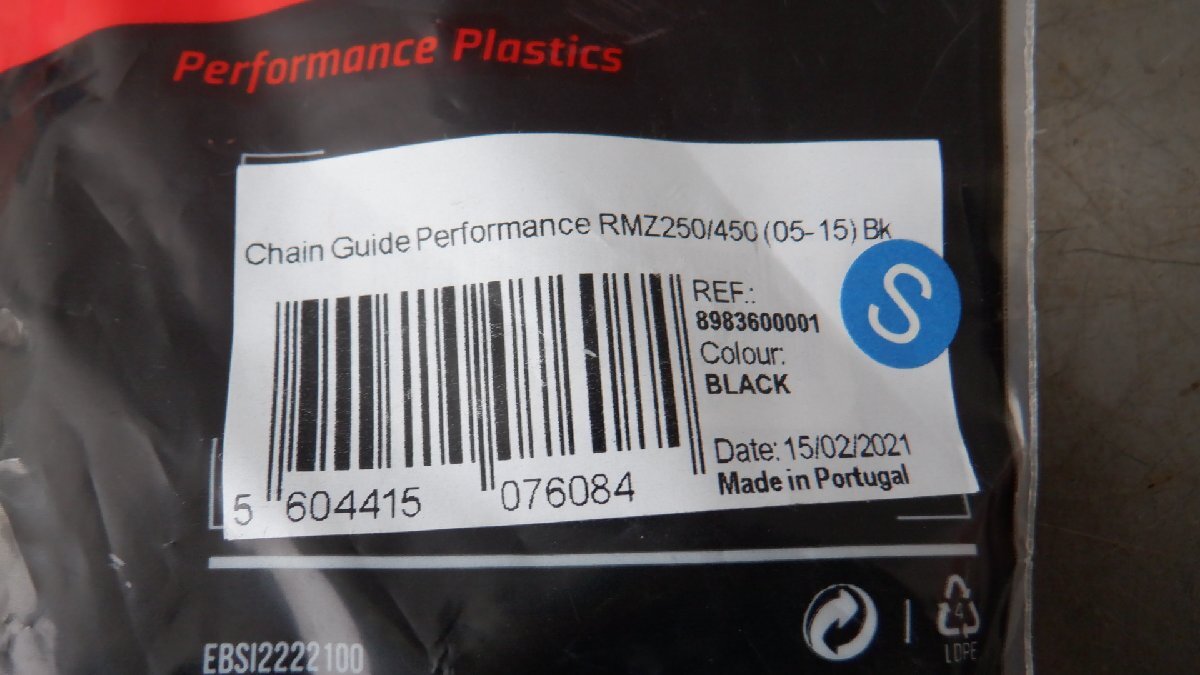 Performance Plastics
Chain Guide Performance RMZ250/450 (05-15) Bk
REF.:
8983600001
Colour:
BLACK
Date: 15/02/2021
Made in Portugal
5 604415 076084
S
EBSI2222100
4
LDPE